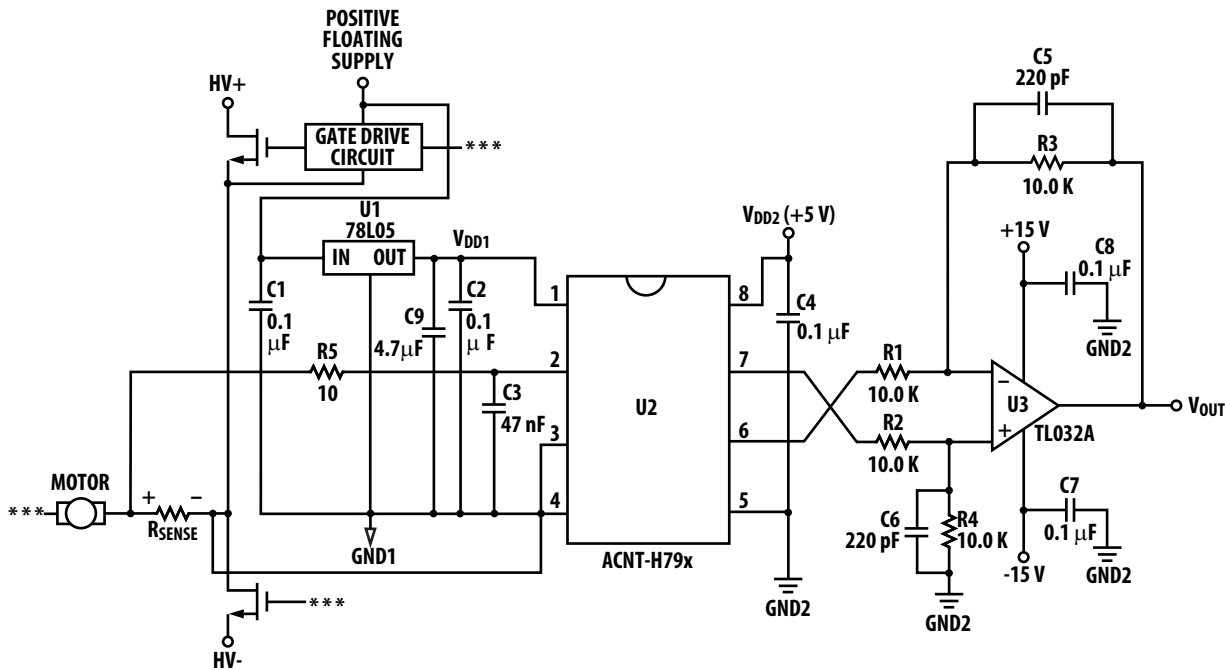 POSITIVE
FLOATING
SUPPLY
HV+
GATE DRIVE
CIRCUIT
***
U1
78L05
IN OUT
VDD1
C1
0.1
μF
C9
4.7μF
C2
0.1
μ F
R5
10
C3
47 nF
MOTOR
***
+ −
RSENSE
GND1
***
HV-
1
2
3
4
8
7
6
5
U2
ACNT-H79x
VDD2 (+5 V)
C4
0.1 μF
GND2
R1
10.0 K
R2
10.0 K
C5
220 pF
R3
10.0 K
+15 V
C8
0.1 μF
GND2
−
+
U3
TL032A
VOUT
C6
220 pF
R4
10.0 K
GND2
C7
0.1 μF
GND2
-15 V